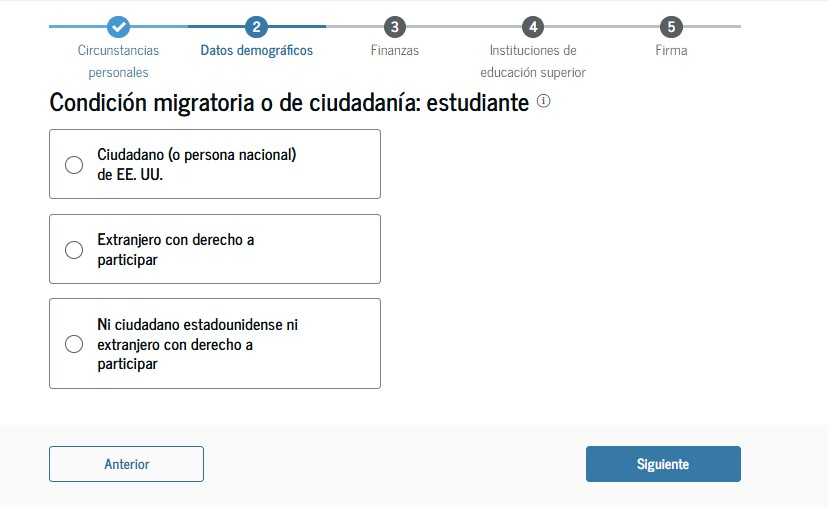 2
3
4
5
Circunstancias
personales
Datos demográficos
Finanzas
Instituciones de
educación superior
Firma
Condición migratoria o de ciudadanía: estudiante
Ciudadano (o persona nacional)
de EE. UU.
Extranjero con derecho a
participar
Ni ciudadano estadounidense ni
extranjero con derecho a
participar
Anterior
Siguiente